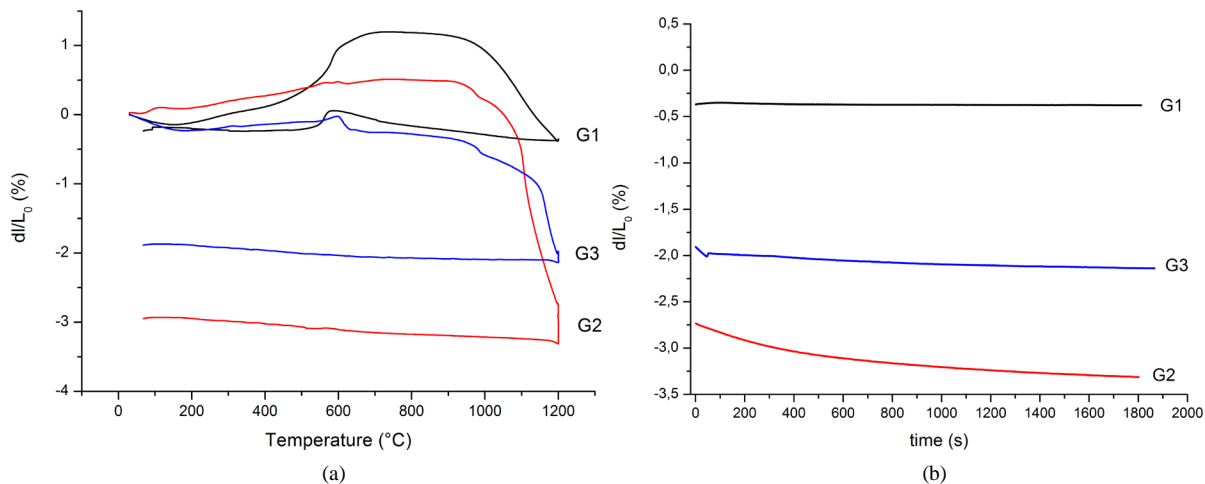 1
0
-1
-2
-3
-4
dl/L0 (%)
G1
G3
G2
0 200 400 600 800 1000 1200
Temperature (°C)
(a)
0,5
0,0
-0,5
-1,0
-1,5
-2,0
-2,5
-3,0
-3,5
dl/L0 (%)
G1
G3
G2
0 200 400 600 800 1000 1200 1400 1600 1800 2000
time (s)
(b)